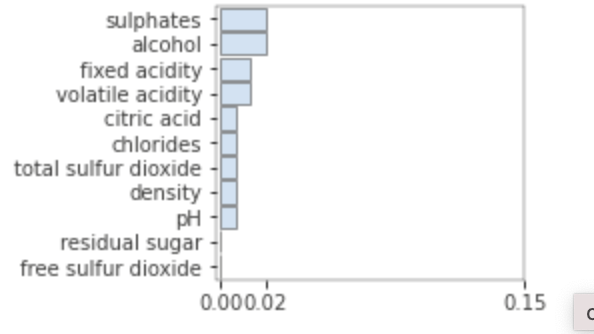 sulphates
alcohol
fixed acidity
volatile acidity
citric acid
chlorides
total sulfur dioxide
density
pH
residual sugar
free sulfur dioxide
0.000.02 0.15